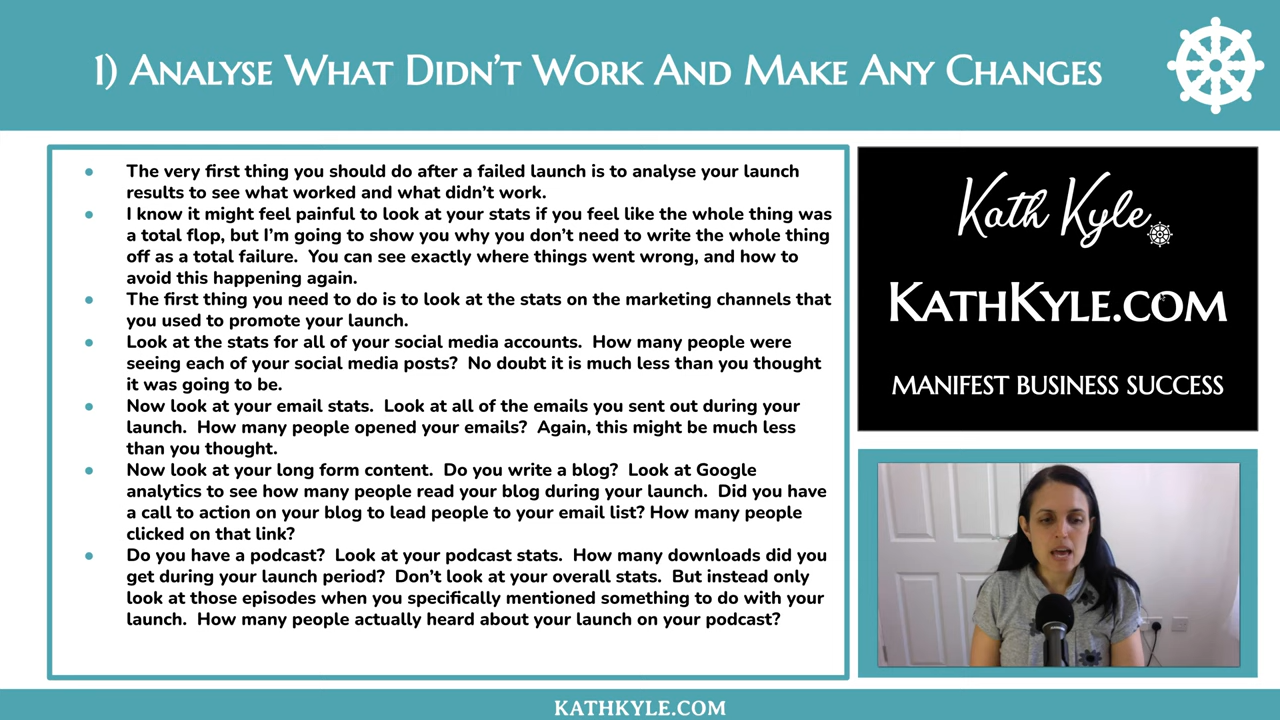 1) Analyse What Didn't Work And Make Any Changes
● The very first thing you should do after a failed launch is to analyse your launch
results to see what worked and what didn't work.
● I know it might feel painful to look at your stats if you feel like the whole thing was
a total flop, but I'm going to show you why you don't need to write the whole thing
off as a total failure.  You can see exactly where things went wrong, and how to
avoid this happening again.
● The first thing you need to do is to look at the stats on the marketing channels that
you used to promote your launch.
● Look at the stats for all of your social media accounts.  How many people were
seeing each of your social media posts?  No doubt it is much less than you thought
it was going to be.
● Now look at your email stats.  Look at all of the emails you sent out during your
launch.  How many people opened your emails?  Again, this might be much less
than you thought.
● Now look at your long form content.  Do you write a blog?  Look at Google
analytics to see how many people read your blog during your launch.  Did you have
a call to action on your blog to lead people to your email list? How many people
clicked on that link?
● Do you have a podcast?  Look at your podcast stats.  How many downloads did you
get during your launch period?  Don't look at your overall stats.  But instead only
look at those episodes when you specifically mentioned something to do with your
launch.  How many people actually heard about your launch on your podcast?
Kath Kyle
KathKyle.com
MANIFEST BUSINESS SUCCESS
KATHKYLE.COM